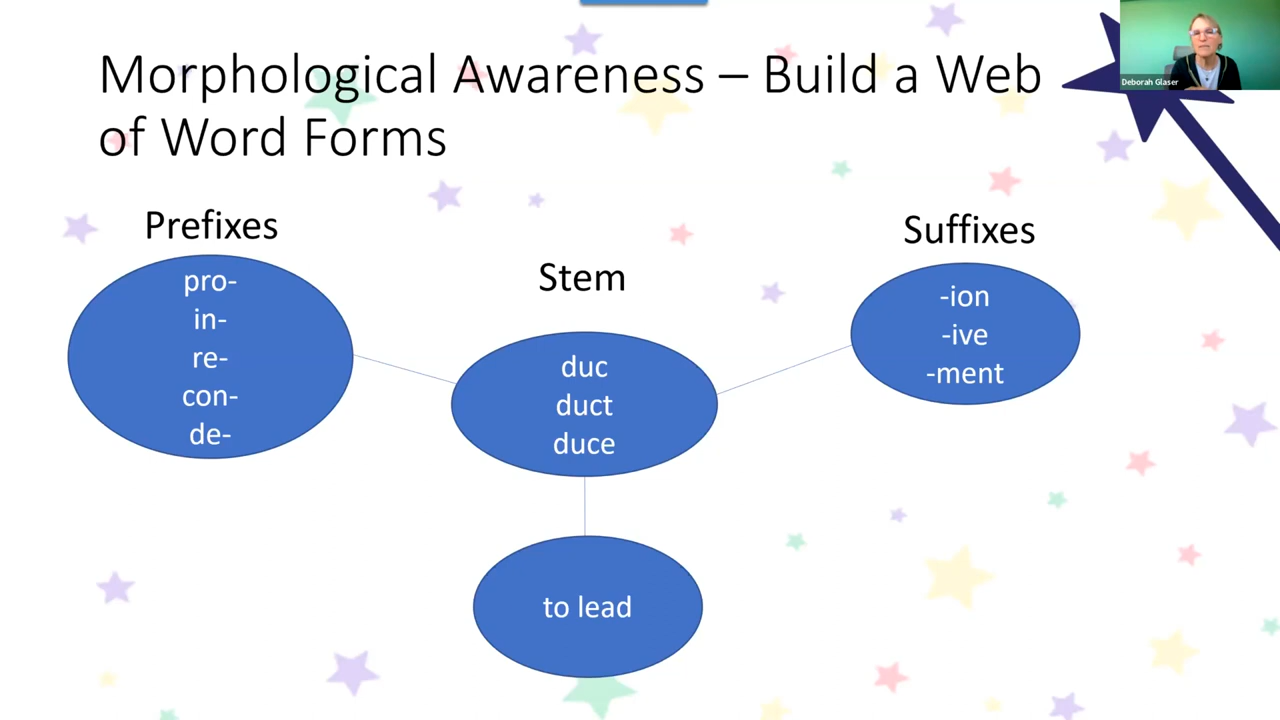 Morphological Awareness – Build a Web
of Word Forms
Deborah Glaser
Prefixes
pro-
in-
re-
con-
de-
Stem
duc
duct
duce
Suffixes
-ion
-ive
-ment
to lead